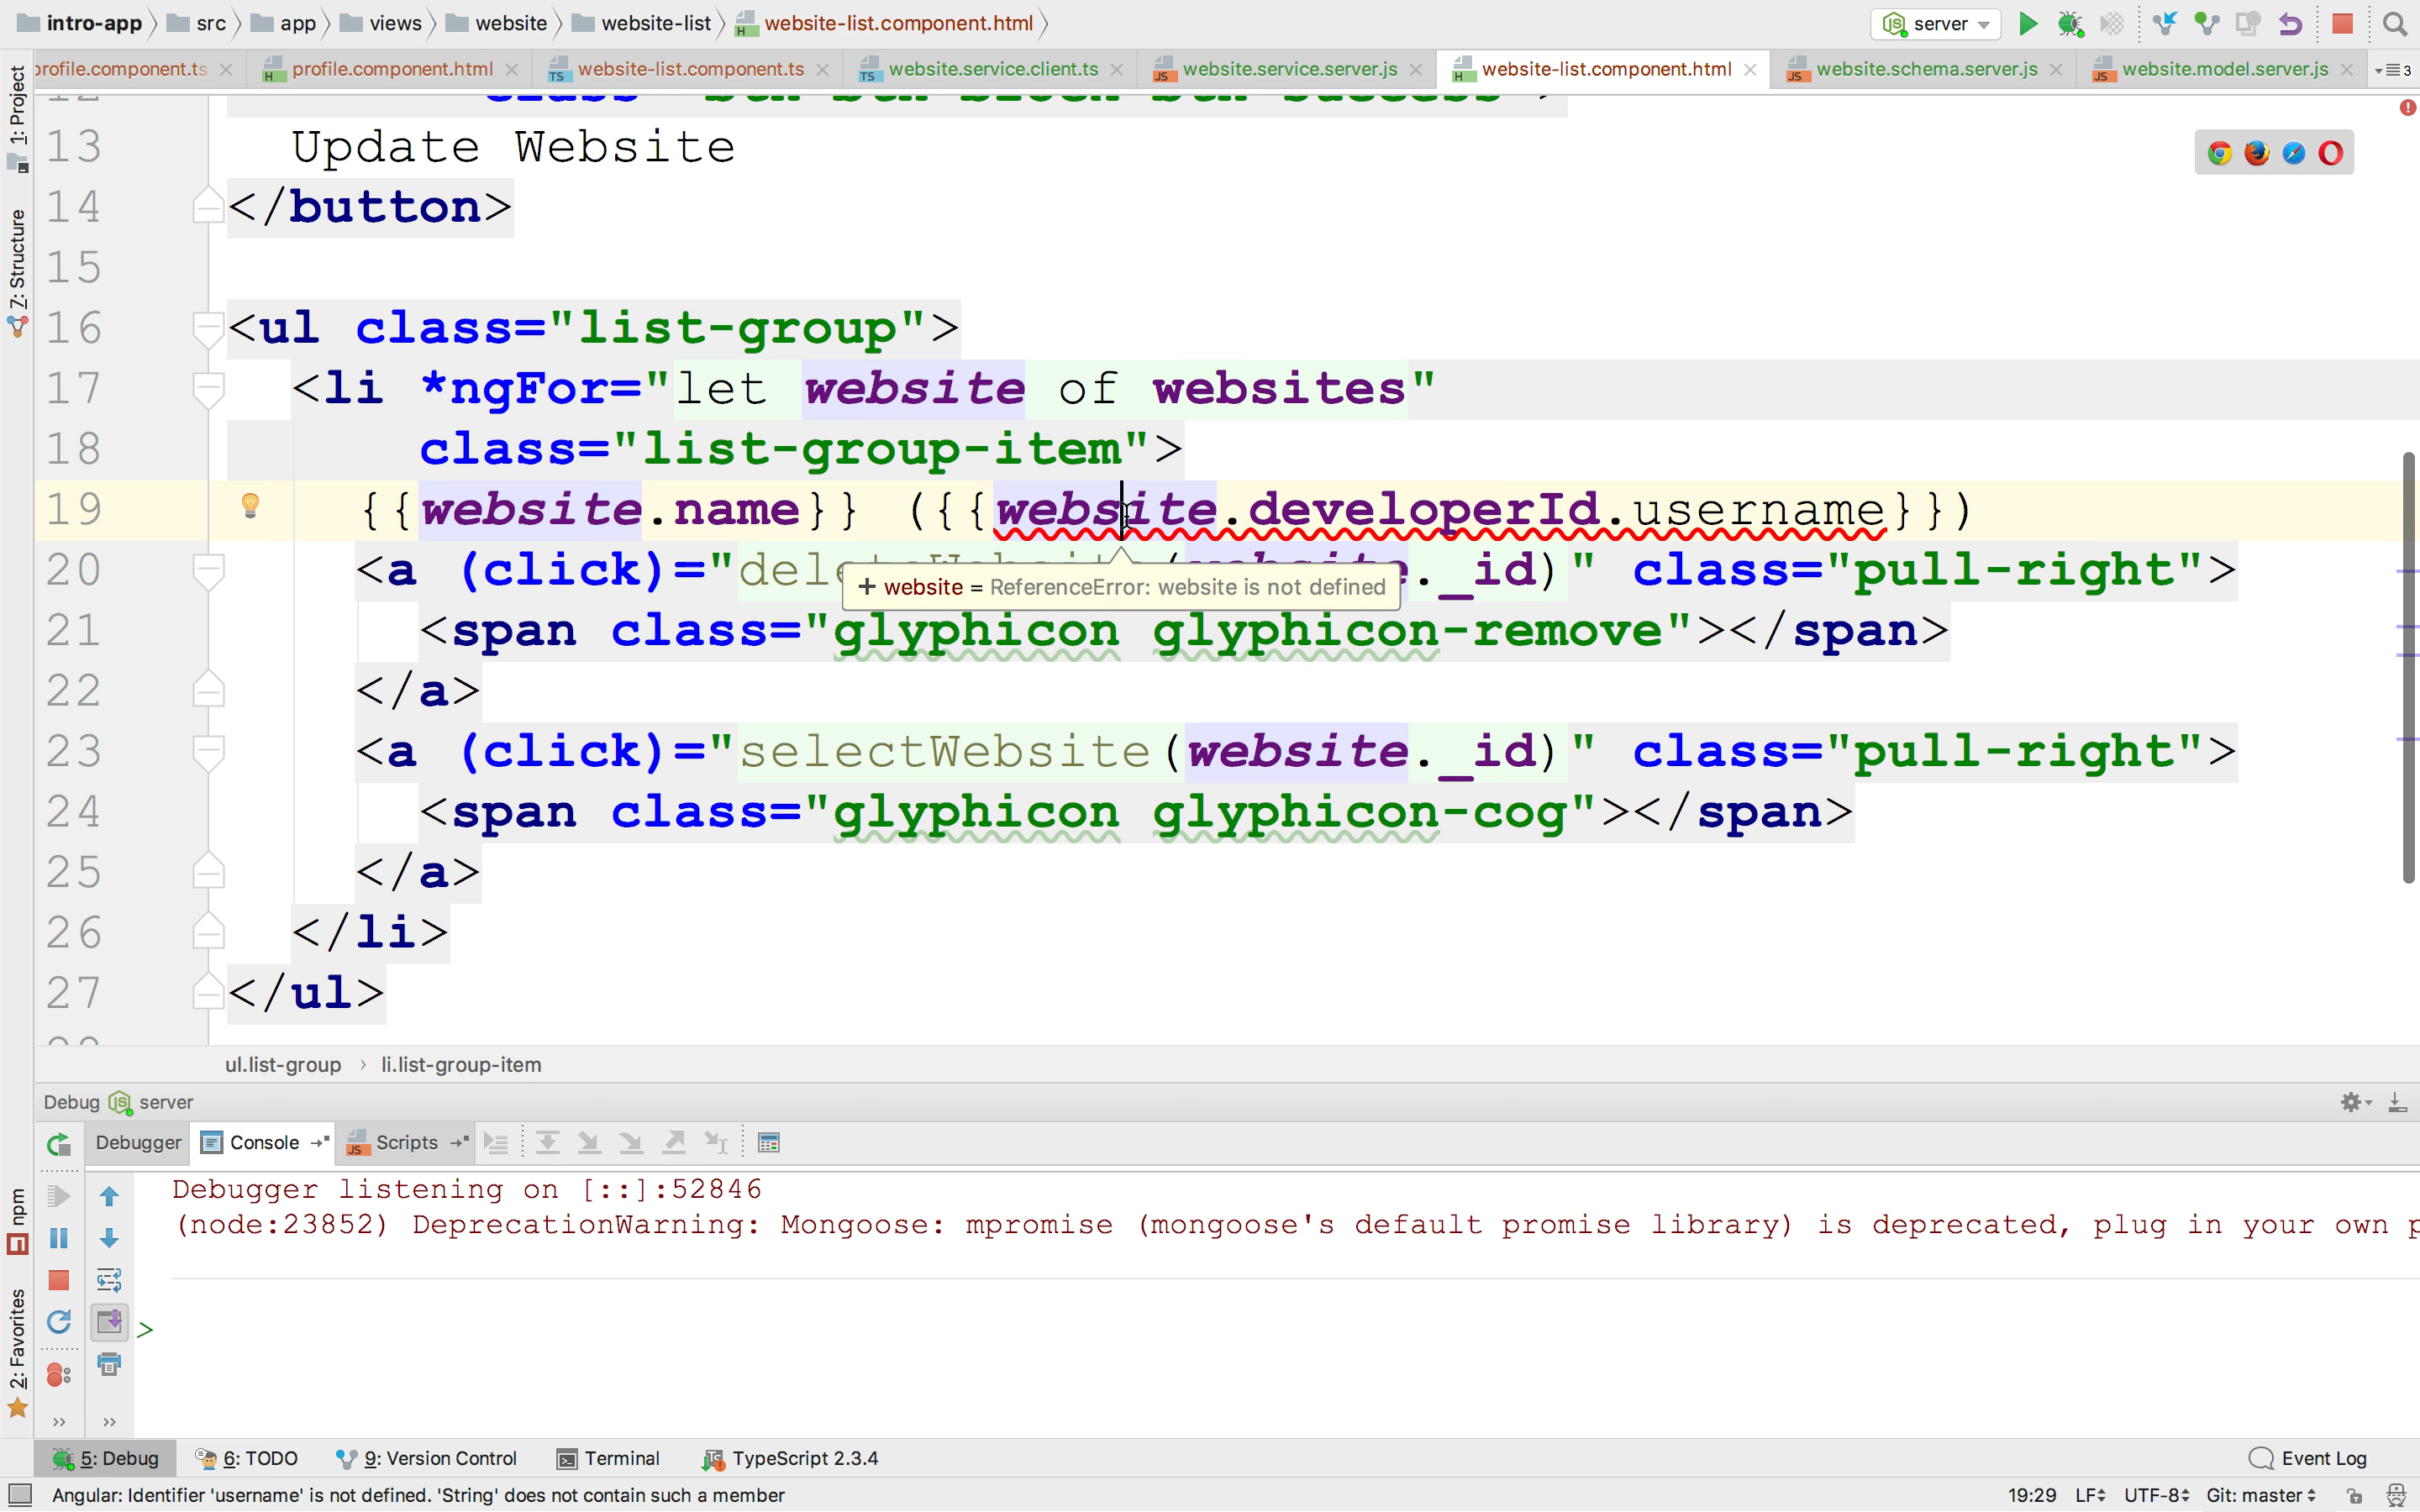 intro-app src app views website website-list website-list.component.html server
profile.component.ts profile.component.html website-list.component.ts website.service.client.ts website.service.server.js website-list.component.html website.schema.server.js website.model.server.js 3
1: Project
7: Structure
npm
2: Favorites
13 Update Website
14 </button>
15
16 <ul class="list-group">
17 <li *ngFor="let website of websites"
18 class="list-group-item">
19 {{website.name}} ({{website.developerId.username}})
20 <a (click)="deleteWebsite(website._id)" class="pull-right">
+ website = ReferenceError: website is not defined
21 <span class="glyphicon glyphicon-remove"></span>
22 </a>
23 <a (click)="selectWebsite(website._id)" class="pull-right">
24 <span class="glyphicon glyphicon-cog"></span>
25 </a>
26 </li>
27 </ul>
ul.list-group › li.list-group-item
Debug server
Debugger Console Scripts
Debugger listening on [::]:52846
(node:23852) DeprecationWarning: Mongoose: mpromise (mongoose's default promise library) is deprecated, plug in your own p
>
5: Debug 6: TODO 9: Version Control Terminal TypeScript 2.3.4 Event Log
Angular: Identifier 'username' is not defined. 'String' does not contain such a member 19:29 LF UTF-8 Git: master